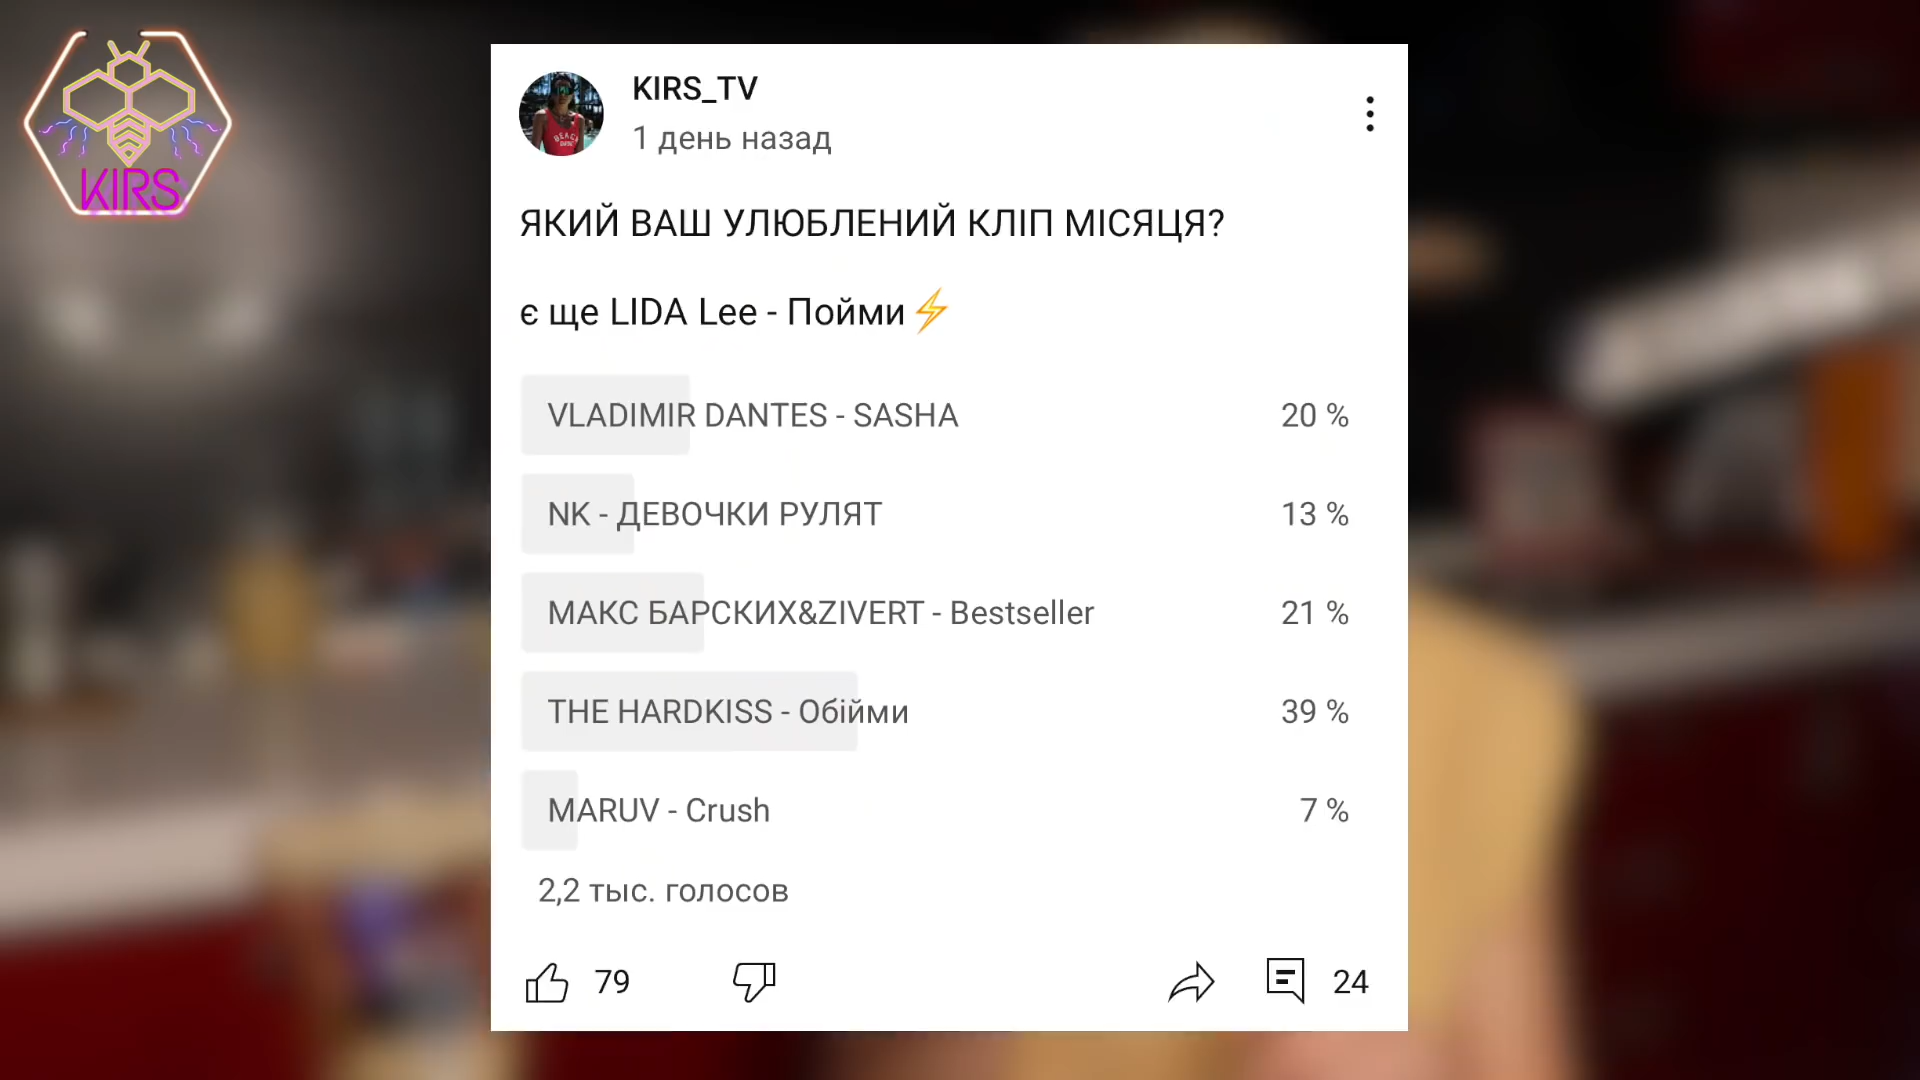 KIRS
KIRS_TV
1 день назад
ЯКИЙ ВАШ УЛЮБЛЕНИЙ КЛІП МІСЯЦЯ?
є ще LIDA Lee - Пойми⚡
VLADIMIR DANTES - SASHA 20 %
NK - ДЕВОЧКИ РУЛЯТ 13 %
МАКС БАРСКИХ&ZIVERT - Bestseller 21 %
THE HARDKISS - Обійми 39 %
MARUV - Crush 7 %
2,2 тыс. голосов
79 24